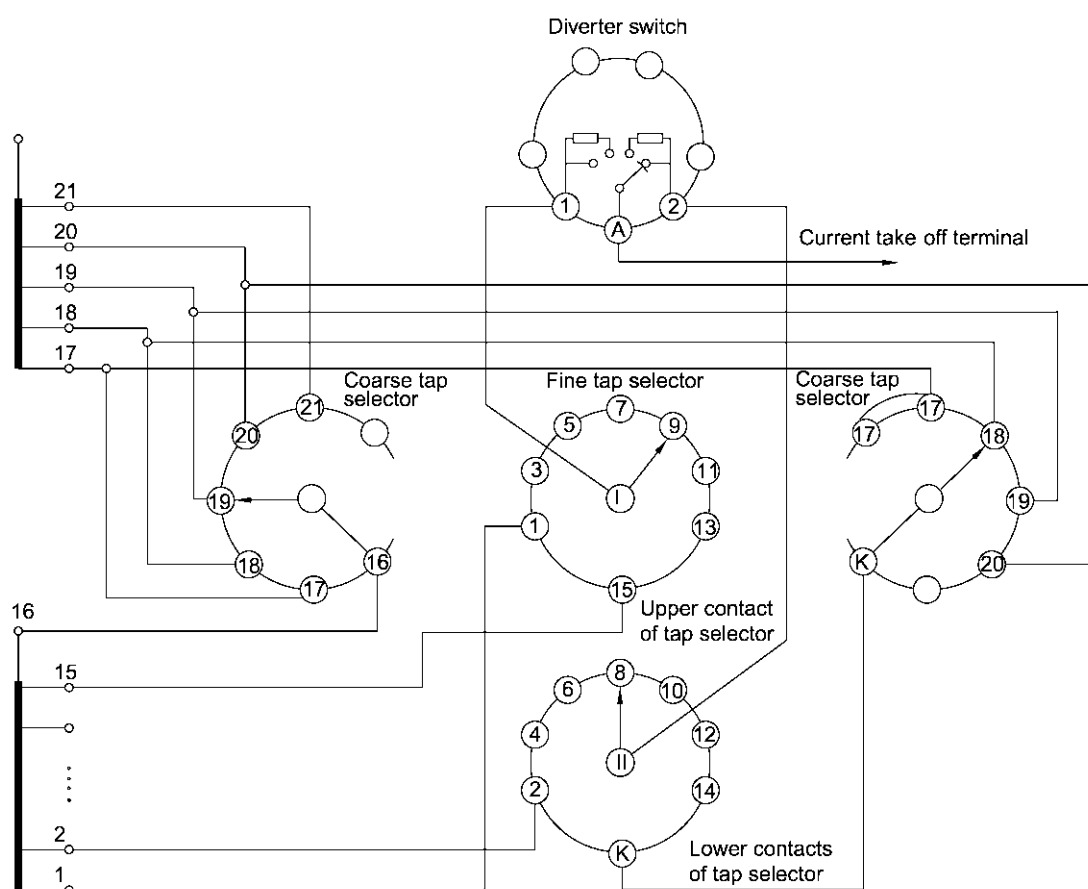 Diverter switch
1
2
A
Current take off terminal
21
20
19
18
17
Coarse tap
selector
21
20
19
18
17
16
Fine tap selector
7
5
9
3
11
I
1
13
15
Coarse tap
selector
17
17
18
19
20
K
Upper contact
of tap selector
16
15
2
1
8
6
10
4
12
II
2
14
K
Lower contacts
of tap selector